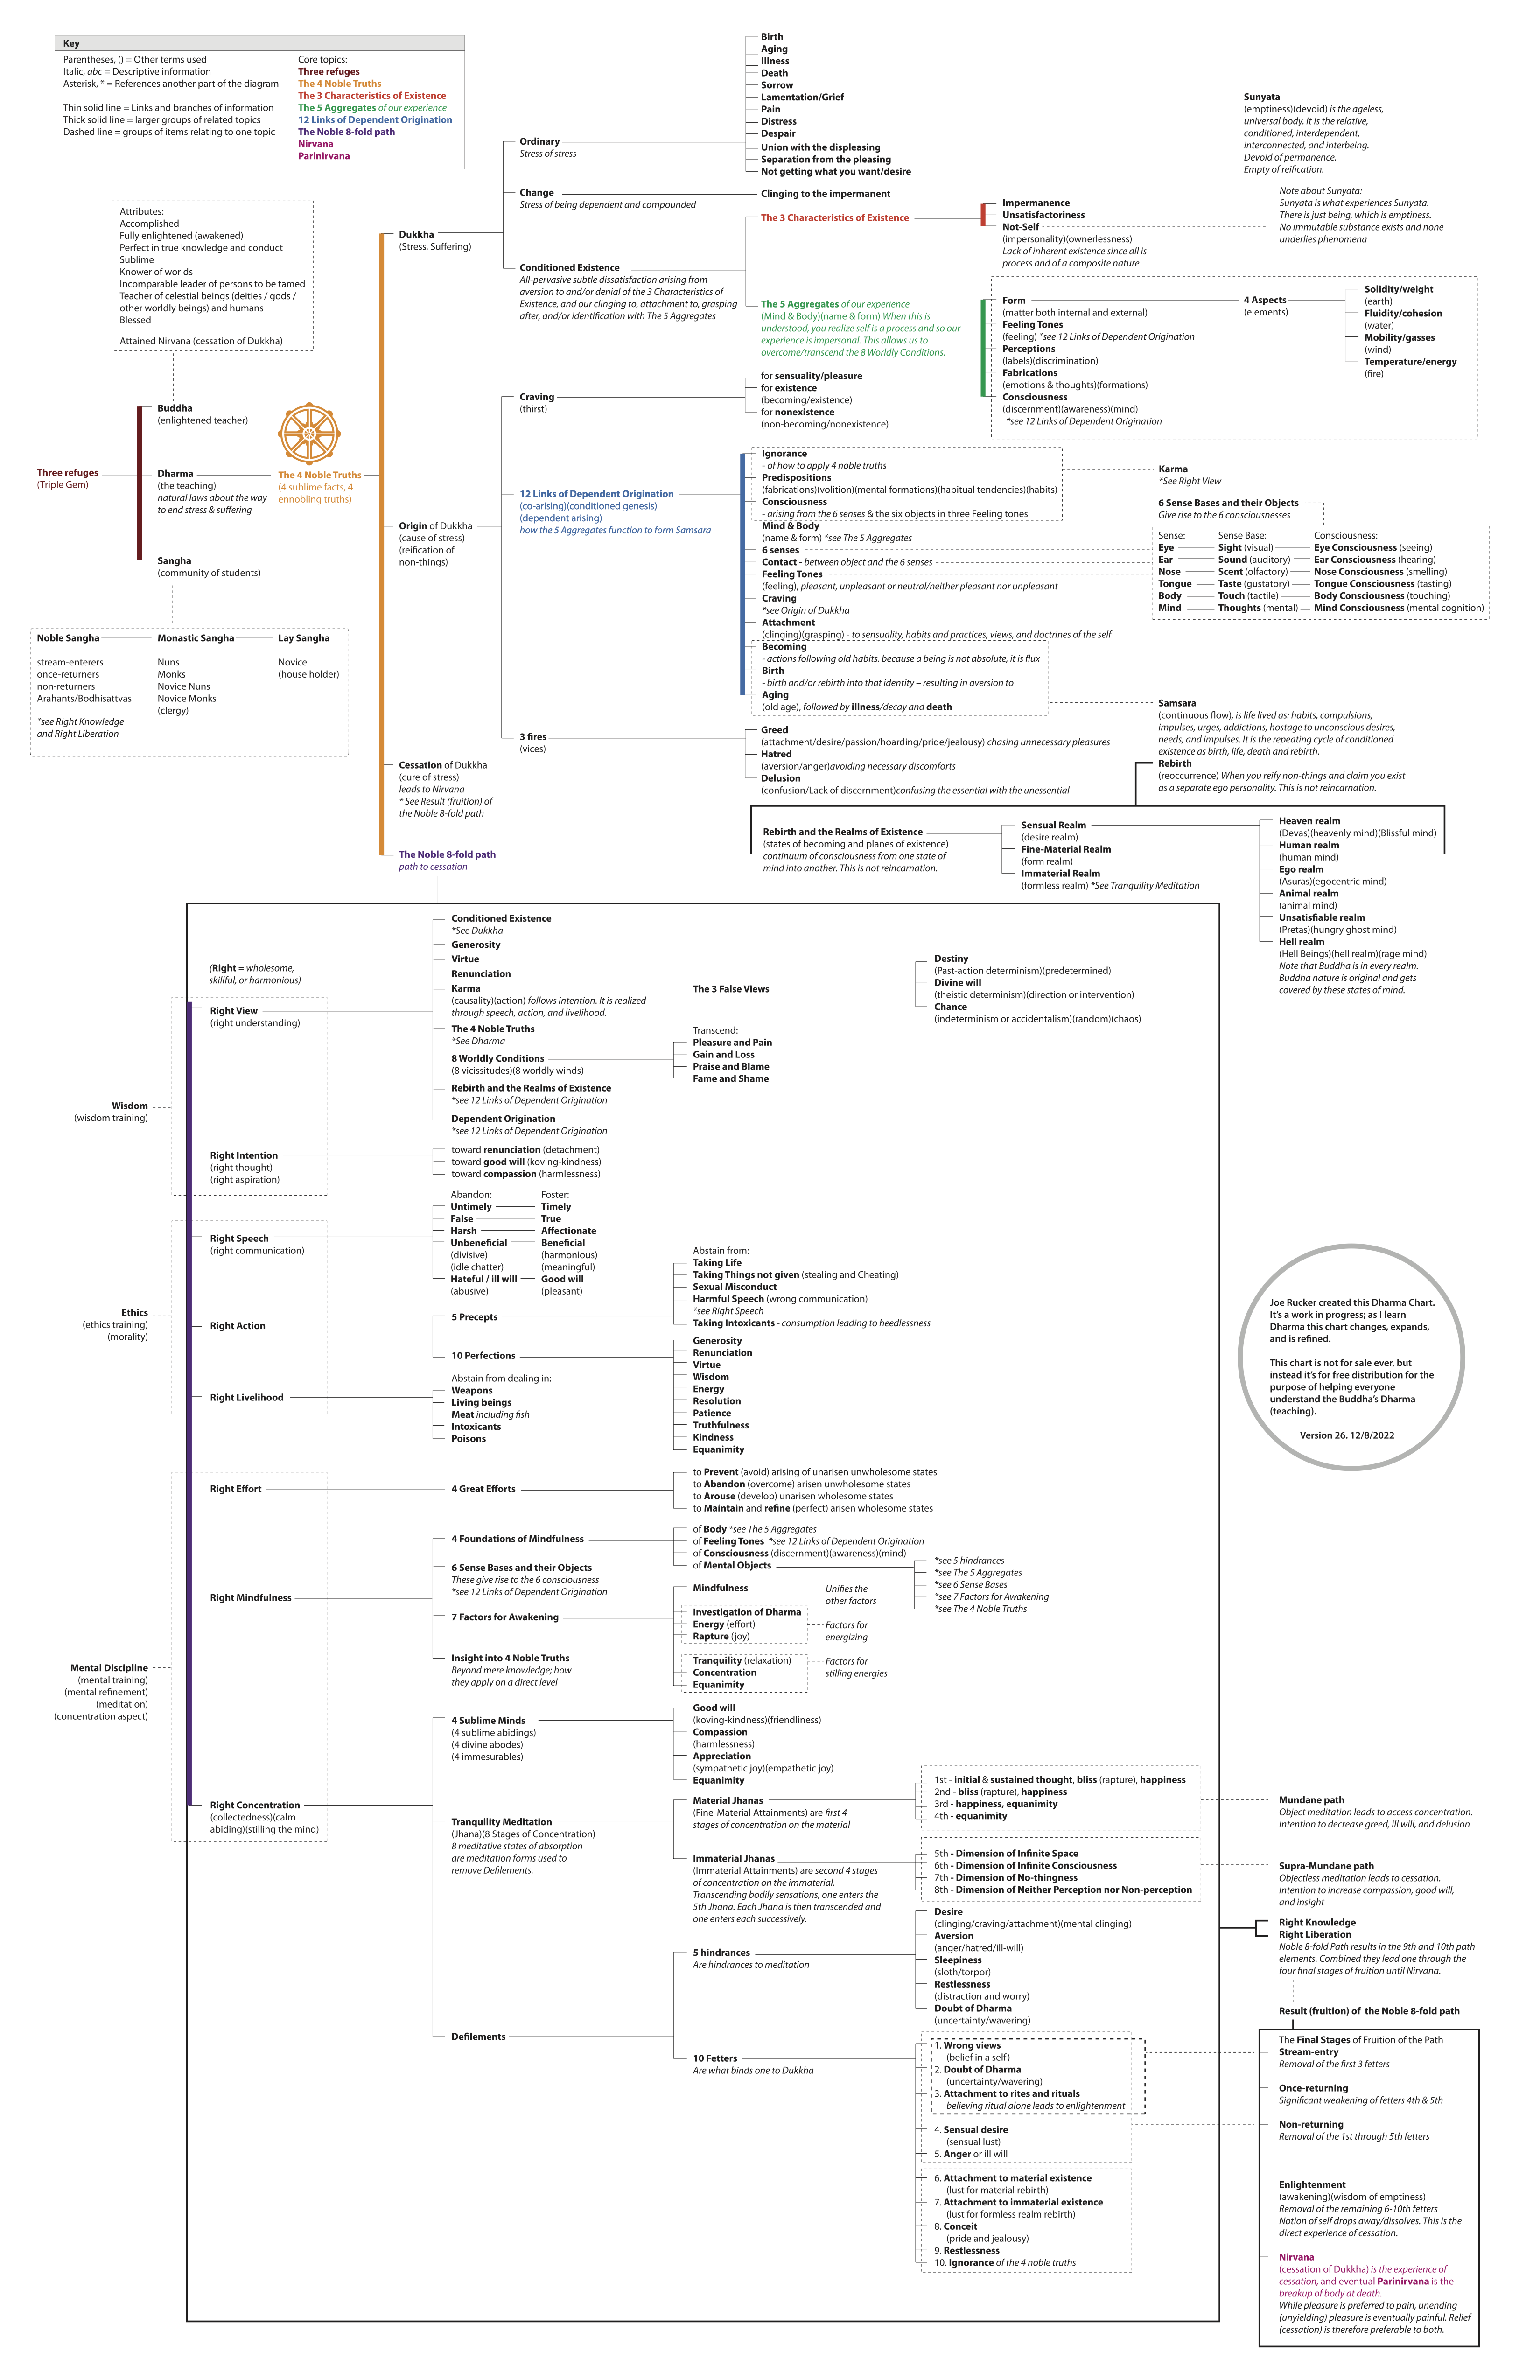 Key
Parentheses, () = Other terms used
Italic, abc = Descriptive information
Asterisk, * = References another part of the diagram
Thin solid line = Links and branches of information
Thick solid line = larger groups of related topics
Dashed line = groups of items relating to one topic
Core topics:
Three refuges
The 4 Noble Truths
The 3 Characteristics of Existence
The 5 Aggregates of our experience
12 Links of Dependent Origination
The Noble 8-fold path
Nirvana
Parinirvana
Attributes:
Accomplished
Fully enlightened (awakened)
Perfect in true knowledge and conduct
Sublime
Knower of worlds
Incomparable leader of persons to be tamed
Teacher of celestial beings (deities / gods /
other worldly beings) and humans
Blessed
Attained Nirvana (cessation of Dukkha)
Three refuges
(Triple Gem)
Buddha
(enlightened teacher)
Dharma
(the teaching)
natural laws about the way
to end stress & suffering
Sangha
(community of students)
Noble Sangha
stream-enterers
once-returners
non-returners
Arahants/Bodhisattvas
*see Right Knowledge
and Right Liberation
Monastic Sangha
Nuns
Monks
Novice Nuns
Novice Monks
(clergy)
Lay Sangha
Novice
(house holder)
The 4 Noble Truths
(4 sublime facts, 4
ennobling truths)
Dukkha
(Stress, Suffering)
Ordinary
Stress of stress
Birth
Aging
Illness
Death
Sorrow
Lamentation/Grief
Pain
Distress
Despair
Union with the displeasing
Separation from the pleasing
Not getting what you want/desire
Change
Stress of being dependent and compounded
Clinging to the impermanent
Conditioned Existence
All-pervasive subtle dissatisfaction arising from
aversion to and/or denial of the 3 Characteristics of
Existence, and our clinging to, attachment to, grasping
after, and/or identification with The 5 Aggregates
The 3 Characteristics of Existence
Impermanence
Unsatisfactoriness
Not-Self
(impersonality)(ownerlessness)
Lack of inherent existence since all is
process and of a composite nature
Sunyata
(emptiness)(devoid) is the ageless,
universal body. It is the relative,
conditioned, interdependent,
interconnected, and interbeing.
Devoid of permanence.
Empty of reification.
Note about Sunyata:
Sunyata is what experiences Sunyata.
There is just being, which is emptiness.
No immutable substance exists and none
underlies phenomena
The 5 Aggregates of our experience
(Mind & Body)(name & form) When this is
understood, you realize self is a process and so our
experience is impersonal. This allows us to
overcome/transcend the 8 Worldly Conditions.
Form
(matter both internal and external)
Feeling Tones
(feeling) *see 12 Links of Dependent Origination
Perceptions
(labels)(discrimination)
Fabrications
(emotions & thoughts)(formations)
Consciousness
(discernment)(awareness)(mind)
*see 12 Links of Dependent Origination
4 Aspects
(elements)
Solidity/weight
(earth)
Fluidity/cohesion
(water)
Mobility/gasses
(wind)
Temperature/energy
(fire)
Origin of Dukkha
(cause of stress)
(reification of
non-things)
Craving
(thirst)
for sensuality/pleasure
for existence
(becoming/existence)
for nonexistence
(non-becoming/nonexistence)
12 Links of Dependent Origination
(co-arising)(conditioned genesis)
(dependent arising)
how the 5 Aggregates function to form Samsara
Ignorance
- of how to apply 4 noble truths
Predispositions
(fabrications)(volition)(mental formations)(habitual tendencies)(habits)
Consciousness
- arising from the 6 senses & the six objects in three Feeling tones
Mind & Body
(name & form) *see The 5 Aggregates
6 senses
Contact - between object and the 6 senses
Feeling Tones
(feeling), pleasant, unpleasant or neutral/neither pleasant nor unpleasant
Craving
*see Origin of Dukkha
Attachment
(clinging)(grasping) - to sensuality, habits and practices, views, and doctrines of the self
Becoming
- actions following old habits. because a being is not absolute, it is flux
Birth
- birth and/or rebirth into that identity – resulting in aversion to
Aging
(old age), followed by illness/decay and death
Karma
*See Right View
6 Sense Bases and their Objects
Give rise to the 6 consciousnesses
Sense: Sense Base: Consciousness:
Eye Sight (visual) Eye Consciousness (seeing)
Ear Sound (auditory) Ear Consciousness (hearing)
Nose Scent (olfactory) Nose Consciousness (smelling)
Tongue Taste (gustatory) Tongue Consciousness (tasting)
Body Touch (tactile) Body Consciousness (touching)
Mind Thoughts (mental) Mind Consciousness (mental cognition)
3 fires
(vices)
Greed
(attachment/desire/passion/hoarding/pride/jealousy) chasing unnecessary pleasures
Hatred
(aversion/anger)avoiding necessary discomforts
Delusion
(confusion/Lack of discernment)confusing the essential with the unessential
Samsāra
(continuous flow), is life lived as: habits, compulsions,
impulses, urges, addictions, hostage to unconscious desires,
needs, and impulses. It is the repeating cycle of conditioned
existence as birth, life, death and rebirth.
Rebirth
(reoccurrence) When you reify non-things and claim you exist
as a separate ego personality. This is not reincarnation.
Rebirth and the Realms of Existence
(states of becoming and planes of existence)
continuum of consciousness from one state of
mind into another. This is not reincarnation.
Sensual Realm
(desire realm)
Fine-Material Realm
(form realm)
Immaterial Realm
(formless realm) *See Tranquility Meditation
Heaven realm
(Devas)(heavenly mind)(Blissful mind)
Human realm
(human mind)
Ego realm
(Asuras)(egocentric mind)
Animal realm
(animal mind)
Unsatisfiable realm
(Pretas)(hungry ghost mind)
Hell realm
(Hell Beings)(hell realm)(rage mind)
Note that Buddha is in every realm.
Buddha nature is original and gets
covered by these states of mind.
Cessation of Dukkha
(cure of stress)
leads to Nirvana
* See Result (fruition) of
the Noble 8-fold path
The Noble 8-fold path
path to cessation
(Right = wholesome,
skillful, or harmonious)
Wisdom
(wisdom training)
Right View
(right understanding)
Conditioned Existence
*See Dukkha
Generosity
Virtue
Renunciation
Karma
(causality)(action) follows intention. It is realized
through speech, action, and livelihood.
The 4 Noble Truths
*See Dharma
8 Worldly Conditions
(8 vicissitudes)(8 worldly winds)
Rebirth and the Realms of Existence
*see 12 Links of Dependent Origination
Dependent Origination
*see 12 Links of Dependent Origination
The 3 False Views
Destiny
(Past-action determinism)(predetermined)
Divine will
(theistic determinism)(direction or intervention)
Chance
(indeterminism or accidentalism)(random)(chaos)
Transcend:
Pleasure and Pain
Gain and Loss
Praise and Blame
Fame and Shame
Right Intention
(right thought)
(right aspiration)
toward renunciation (detachment)
toward good will (koving-kindness)
toward compassion (harmlessness)
Ethics
(ethics training)
(morality)
Right Speech
(right communication)
Abandon: Foster:
Untimely Timely
False True
Harsh Affectionate
Unbeneficial Beneficial
(divisive) (harmonious)
(idle chatter) (meaningful)
Hateful / ill will Good will
(abusive) (pleasant)
Right Action
5 Precepts
Abstain from:
Taking Life
Taking Things not given (stealing and Cheating)
Sexual Misconduct
Harmful Speech (wrong communication)
*see Right Speech
Taking Intoxicants - consumption leading to heedlessness
10 Perfections
Generosity
Renunciation
Virtue
Wisdom
Energy
Resolution
Patience
Truthfulness
Kindness
Equanimity
Right Livelihood
Abstain from dealing in:
Weapons
Living beings
Meat including fish
Intoxicants
Poisons
Joe Rucker created this Dharma Chart.
It's a work in progress; as I learn
Dharma this chart changes, expands,
and is refined.
This chart is not for sale ever, but
instead it's for free distribution for the
purpose of helping everyone
understand the Buddha's Dharma
(teaching).
Version 26. 12/8/2022
Mental Discipline
(mental training)
(mental refinement)
(meditation)
(concentration aspect)
Right Effort
4 Great Efforts
to Prevent (avoid) arising of unarisen unwholesome states
to Abandon (overcome) arisen unwholesome states
to Arouse (develop) unarisen wholesome states
to Maintain and refine (perfect) arisen wholesome states
Right Mindfulness
4 Foundations of Mindfulness
of Body *see The 5 Aggregates
of Feeling Tones *see 12 Links of Dependent Origination
of Consciousness (discernment)(awareness)(mind)
of Mental Objects
*see 5 hindrances
*see The 5 Aggregates
*see 6 Sense Bases
*see 7 Factors for Awakening
*see The 4 Noble Truths
6 Sense Bases and their Objects
These give rise to the 6 consciousness
*see 12 Links of Dependent Origination
7 Factors for Awakening
Mindfulness
Unifies the
other factors
Investigation of Dharma
Energy (effort)
Rapture (joy)
Factors for
energizing
Tranquility (relaxation)
Concentration
Equanimity
Factors for
stilling energies
Insight into 4 Noble Truths
Beyond mere knowledge; how
they apply on a direct level
Right Concentration
(collectedness)(calm
abiding)(stilling the mind)
4 Sublime Minds
(4 sublime abidings)
(4 divine abodes)
(4 immesurables)
Good will
(koving-kindness)(friendliness)
Compassion
(harmlessness)
Appreciation
(sympathetic joy)(empathetic joy)
Equanimity
Tranquility Meditation
(Jhana)(8 Stages of Concentration)
8 meditative states of absorption
are meditation forms used to
remove Defilements.
Material Jhanas
(Fine-Material Attainments) are first 4
stages of concentration on the material
1st - initial & sustained thought, bliss (rapture), happiness
2nd - bliss (rapture), happiness
3rd - happiness, equanimity
4th - equanimity
Mundane path
Object meditation leads to access concentration.
Intention to decrease greed, ill will, and delusion
Immaterial Jhanas
(Immaterial Attainments) are second 4 stages
of concentration on the immaterial.
Transcending bodily sensations, one enters the
5th Jhana. Each Jhana is then transcended and
one enters each successively.
5th - Dimension of Infinite Space
6th - Dimension of Infinite Consciousness
7th - Dimension of No-thingness
8th - Dimension of Neither Perception nor Non-perception
Supra-Mundane path
Objectless meditation leads to cessation.
Intention to increase compassion, good will,
and insight
Defilements
5 hindrances
Are hindrances to meditation
Desire
(clinging/craving/attachment)(mental clinging)
Aversion
(anger/hatred/ill-will)
Sleepiness
(sloth/torpor)
Restlessness
(distraction and worry)
Doubt of Dharma
(uncertainty/wavering)
10 Fetters
Are what binds one to Dukkha
1. Wrong views
(belief in a self)
2. Doubt of Dharma
(uncertainty/wavering)
3. Attachment to rites and rituals
believing ritual alone leads to enlightenment
4. Sensual desire
(sensual lust)
5. Anger or ill will
6. Attachment to material existence
(lust for material rebirth)
7. Attachment to immaterial existence
(lust for formless realm rebirth)
8. Conceit
(pride and jealousy)
9. Restlessness
10. Ignorance of the 4 noble truths
Right Knowledge
Right Liberation
Noble 8-fold Path results in the 9th and 10th path
elements. Combined they lead one through the
four final stages of fruition until Nirvana.
Result (fruition) of the Noble 8-fold path
The Final Stages of Fruition of the Path
Stream-entry
Removal of the first 3 fetters
Once-returning
Significant weakening of fetters 4th & 5th
Non-returning
Removal of the 1st through 5th fetters
Enlightenment
(awakening)(wisdom of emptiness)
Removal of the remaining 6-10th fetters
Notion of self drops away/dissolves. This is the
direct experience of cessation.
Nirvana
(cessation of Dukkha) is the experience of
cessation, and eventual Parinirvana is the
breakup of body at death.
While pleasure is preferred to pain, unending
(unyielding) pleasure is eventually painful. Relief
(cessation) is therefore preferable to both.